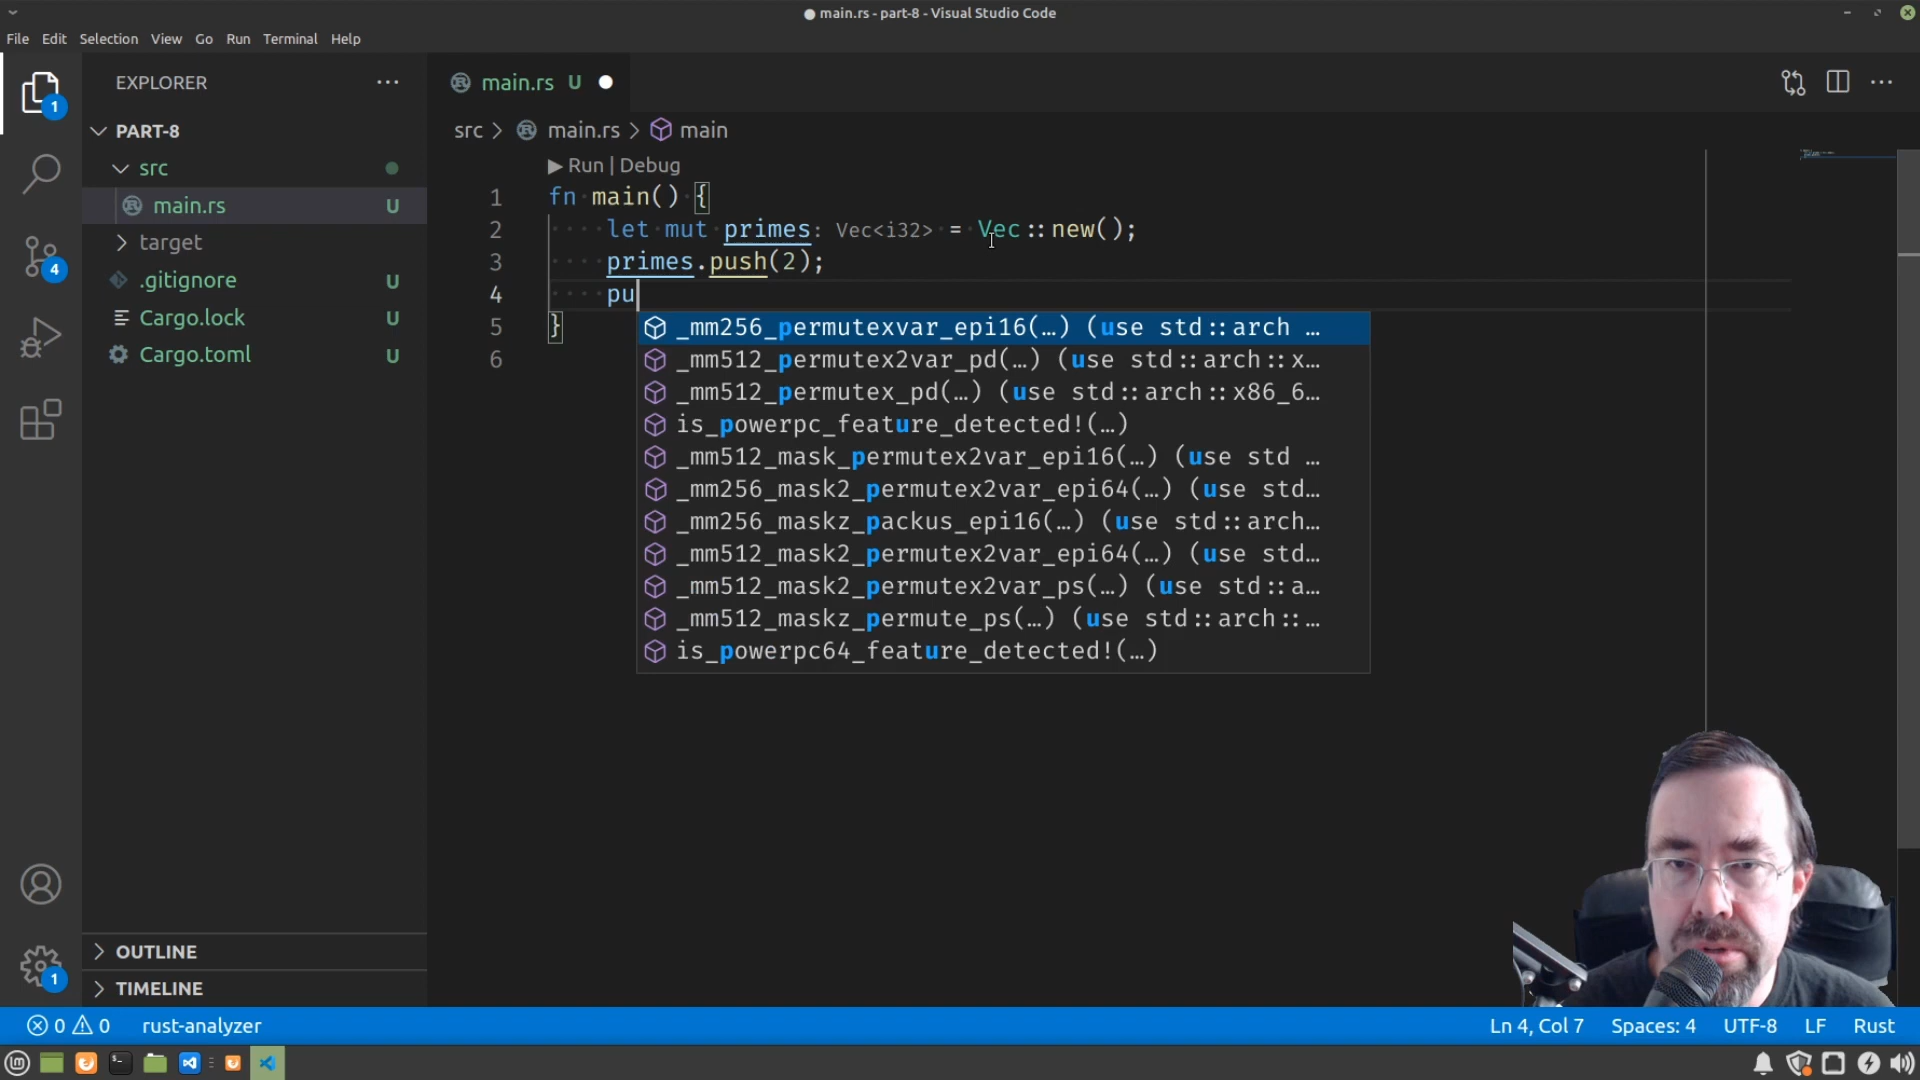 main.rs - part-8 - Visual Studio Code
File Edit Selection View Go Run Terminal Help
EXPLORER
main.rs U
PART-8
src
main.rs U
target
.gitignore U
Cargo.lock U
Cargo.toml U
OUTLINE
TIMELINE
1
4
1
src > main.rs > main
Run | Debug
1 fn main() {
2 let mut primes: Vec<i32> = Vec::new();
3 primes.push(2);
4 pu
5 }
6
_mm256_permutexvar_epi16(…) (use std::arch …
_mm512_permutex2var_pd(…) (use std::arch::x…
_mm512_permutex_pd(…) (use std::arch::x86_6…
is_powerpc_feature_detected!(…)
_mm512_mask_permutex2var_epi16(…) (use std …
_mm256_mask2_permutex2var_epi64(…) (use std…
_mm256_maskz_packus_epi16(…) (use std::arch…
_mm512_mask2_permutex2var_epi64(…) (use std…
_mm512_mask2_permutex2var_ps(…) (use std::a…
_mm512_maskz_permute_ps(…) (use std::arch::…
is_powerpc64_feature_detected!(…)
0 0 rust-analyzer Ln 4, Col 7 Spaces: 4 UTF-8 LF Rust